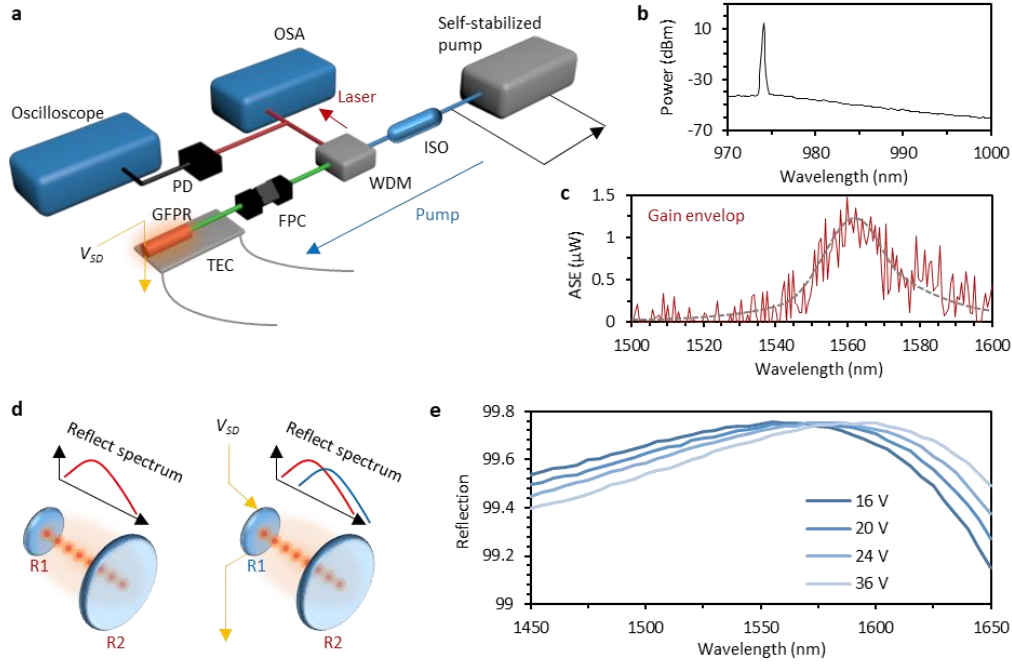 a
Self-stabilized
pump
OSA
Laser
Oscilloscope
ISO
PD
WDM
GFPR
FPC
Pump
V_SD
TEC
b
Power (dBm)
10
-30
-70
970
980
990
1000
Wavelength (nm)
c
Gain envelop
ASE (μW)
1.5
1
0.5
0
1500
1520
1540
1560
1580
1600
Wavelength (nm)
d
Reflect spectrum
R1
R2
V_SD
Reflect spectrum
R1
R2
e
Reflection
99.8
99.6
99.4
99.2
99
16 V
20 V
24 V
36 V
1450
1500
1550
1600
1650
Wavelength (nm)